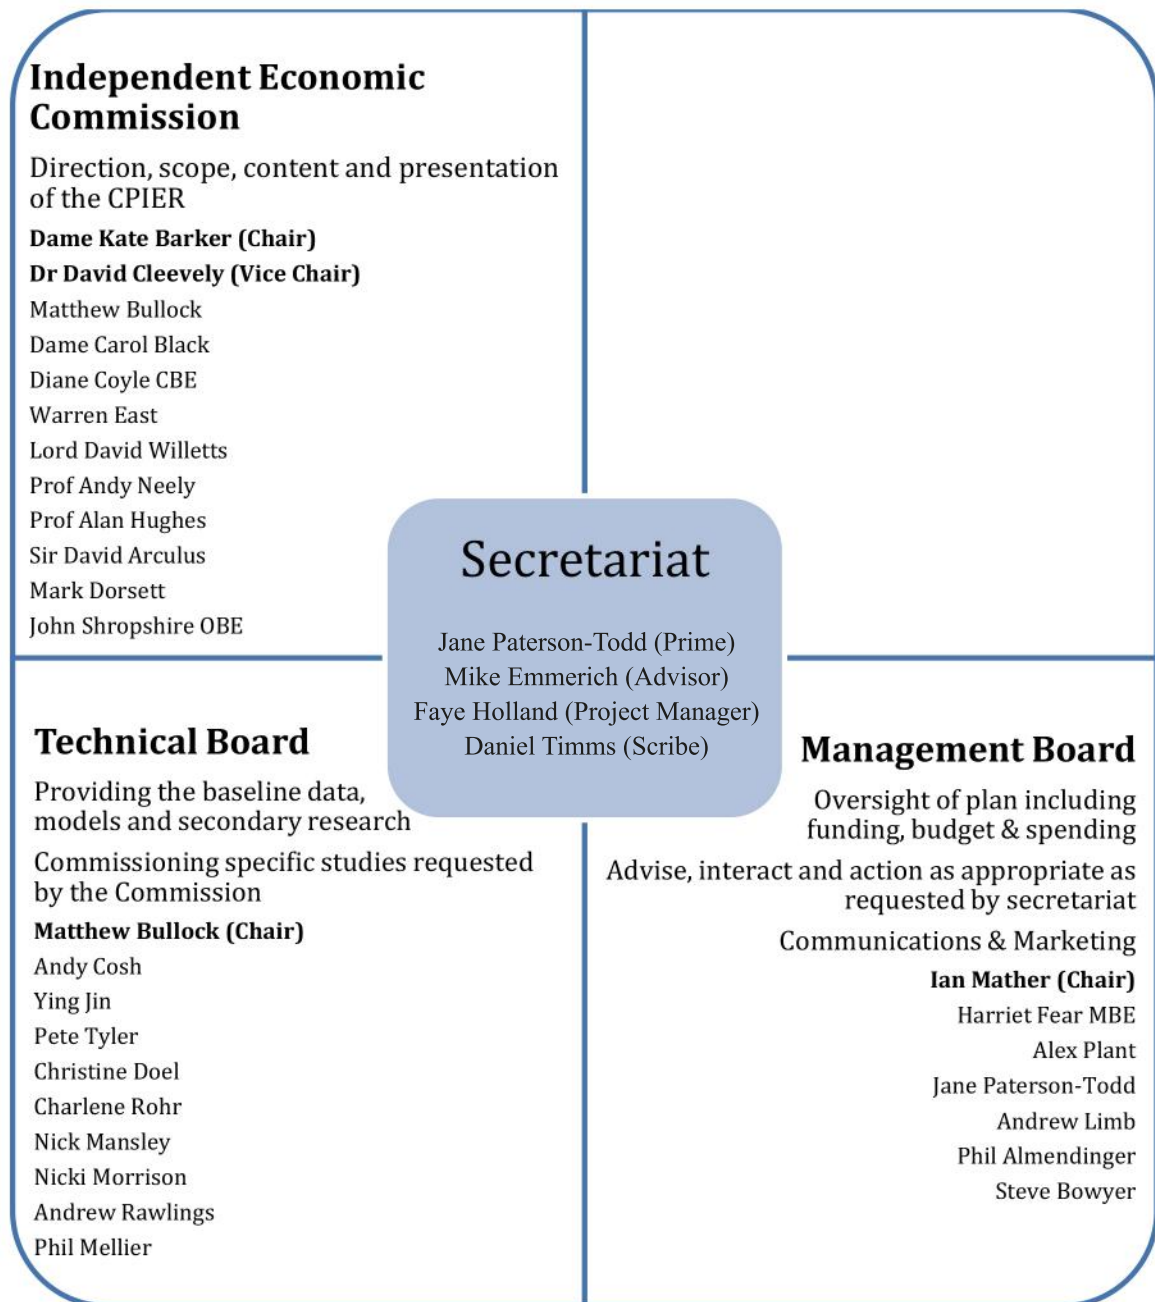 Independent Economic
Commission
Direction, scope, content and presentation
of the CPIER
Dame Kate Barker (Chair)
Dr David Cleevely (Vice Chair)
Matthew Bullock
Dame Carol Black
Diane Coyle CBE
Warren East
Lord David Willetts
Prof Andy Neely
Prof Alan Hughes
Sir David Arculus
Mark Dorsett
John Shropshire OBE
Secretariat
Jane Paterson-Todd (Prime)
Mike Emmerich (Advisor)
Faye Holland (Project Manager)
Daniel Timms (Scribe)
Technical Board
Providing the baseline data,
models and secondary research
Commissioning specific studies requested
by the Commission
Matthew Bullock (Chair)
Andy Cosh
Ying Jin
Pete Tyler
Christine Doel
Charlene Rohr
Nick Mansley
Nicki Morrison
Andrew Rawlings
Phil Mellier
Management Board
Oversight of plan including
funding, budget & spending
Advise, interact and action as appropriate as
requested by secretariat
Communications & Marketing
Ian Mather (Chair)
Harriet Fear MBE
Alex Plant
Jane Paterson-Todd
Andrew Limb
Phil Almendinger
Steve Bowyer